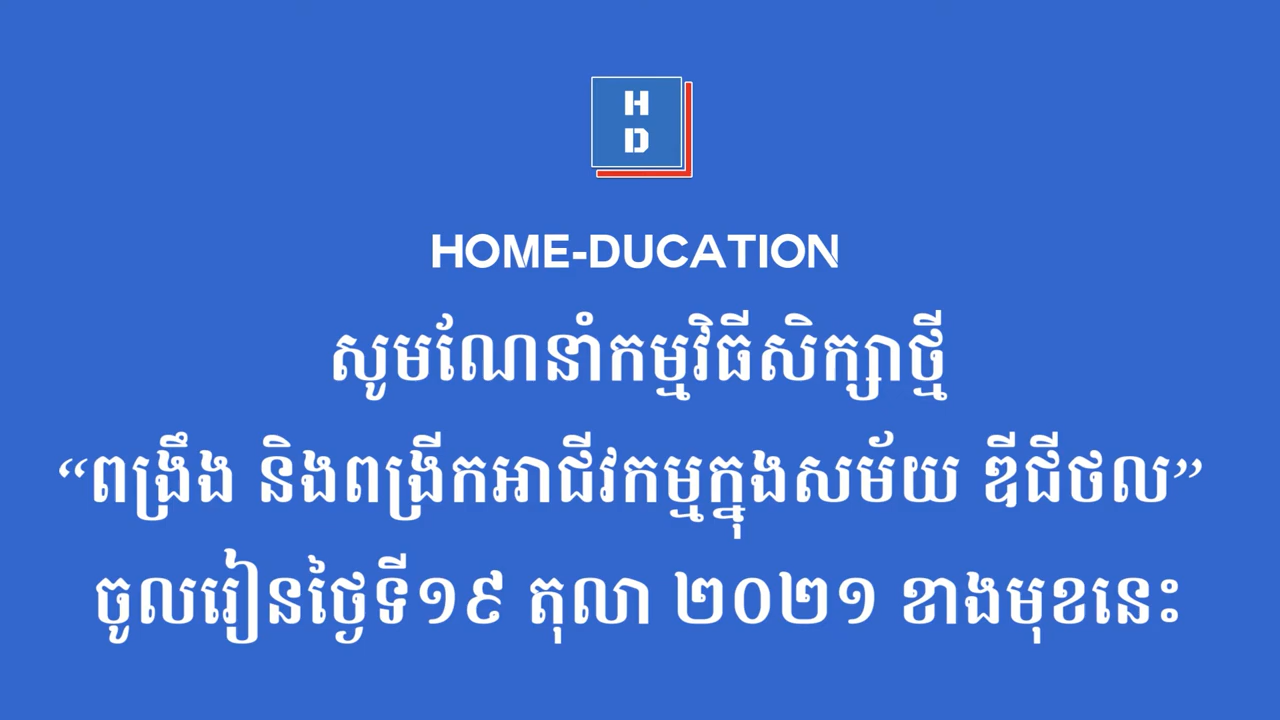 H
D
HOME-DUCATION
សូមណែនាំកម្មវិធីសិក្សាថ្មី
“ពង្រឹង និងពង្រីកអាជីវកម្មក្នុងសម័យ ឌីជីថល”
ចូលរៀនថ្ងៃទី១៩ តុលា ២០២១ ខាងមុខនេះ